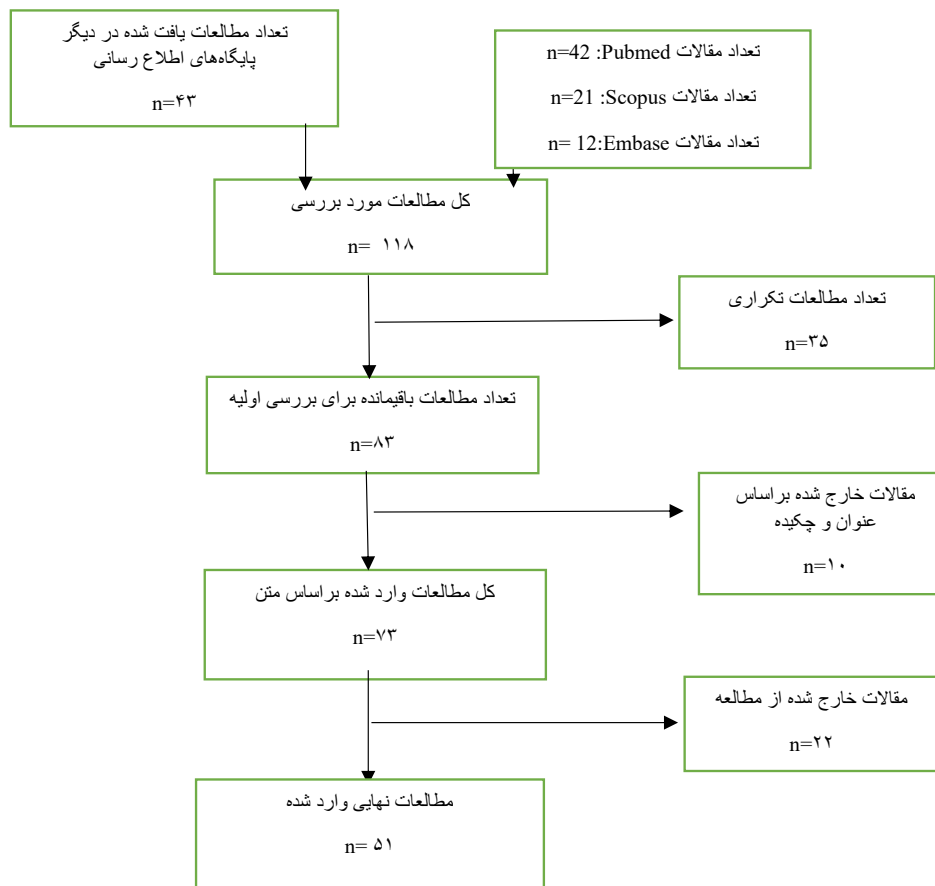 تعداد مطالعات یافت شده در دیگر
پایگاه‌های اطلاع رسانی
n=۴۳
تعداد مقالات Pubmed: n=42
تعداد مقالات Scopus: n=21
تعداد مقالات Embase: n= 12
کل مطالعات مورد بررسی
n= ۱۱۸
تعداد مطالعات تکراری
n=۳۵
تعداد مطالعات باقیمانده برای بررسی اولیه
n=۸۳
مقالات خارج شده براساس
عنوان و چکیده
n=۱۰
کل مطالعات وارد شده براساس متن
n=۷۳
مقالات خارج شده از مطالعه
n=۲۲
مطالعات نهایی وارد شده
n= ۵۱